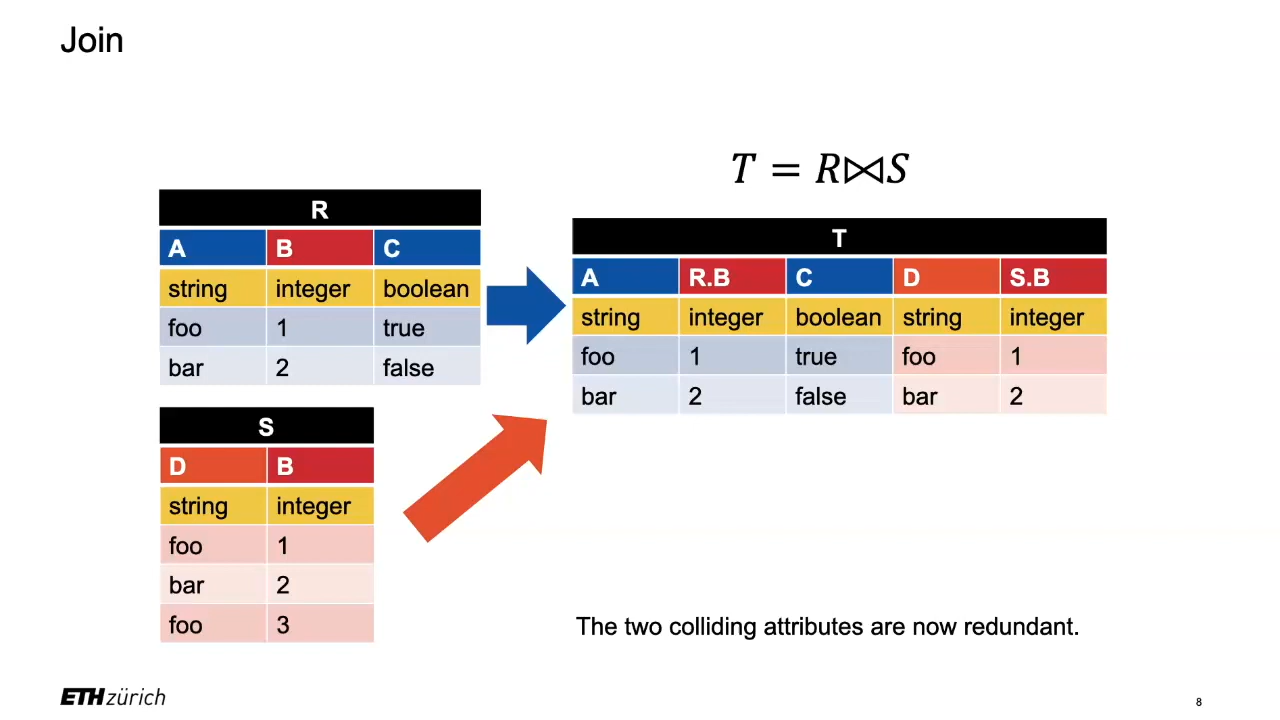 Join
R
A B C
string integer boolean
foo 1 true
bar 2 false
S
D B
string integer
foo 1
bar 2
foo 3
T = R⋈S
T
A R.B C D S.B
string integer boolean string integer
foo 1 true foo 1
bar 2 false bar 2
The two colliding attributes are now redundant.
ETH zürich
8